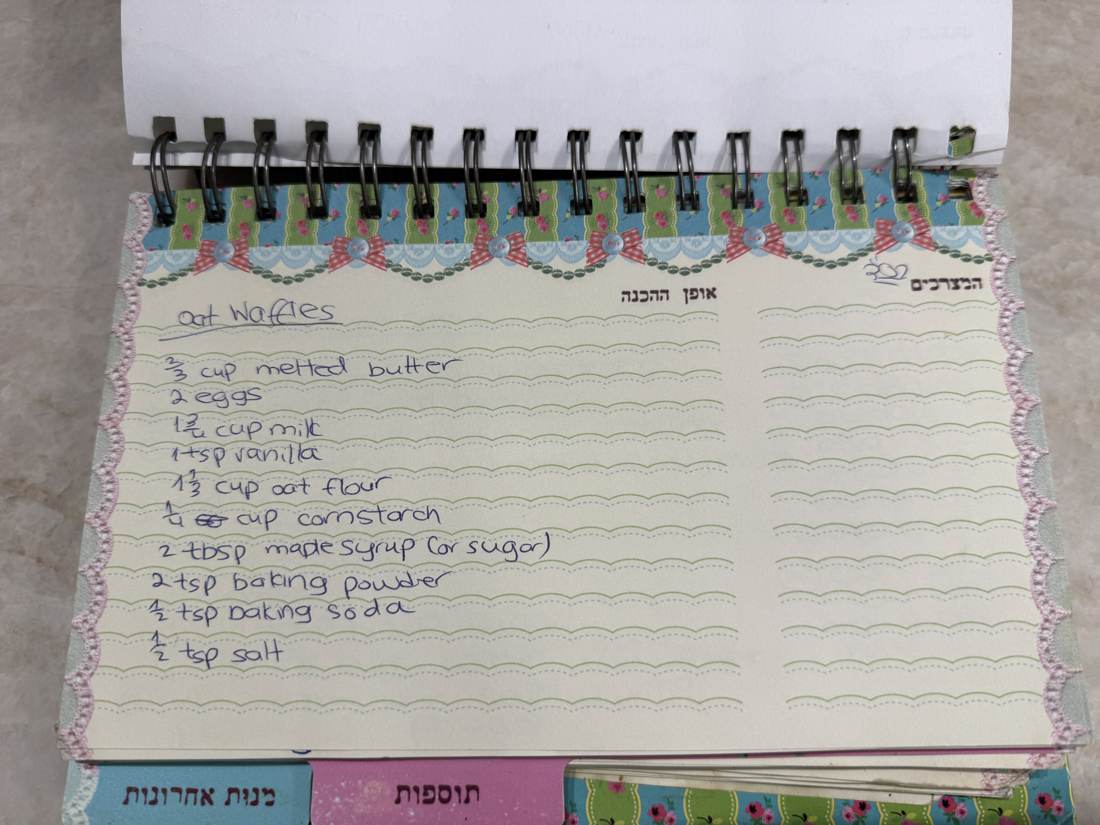 המצרכים
אופן ההכנה
Oat Waffles
2/3 cup melted butter
2 eggs
1 3/4 cup milk
1 tsp vanilla
1 2/3 cup oat flour
1/4 cup cornstarch
2 tbsp maple syrup (or sugar)
2 tsp baking powder
1/2 tsp baking soda
1/2 tsp salt
מנות אחרונות
תוספות